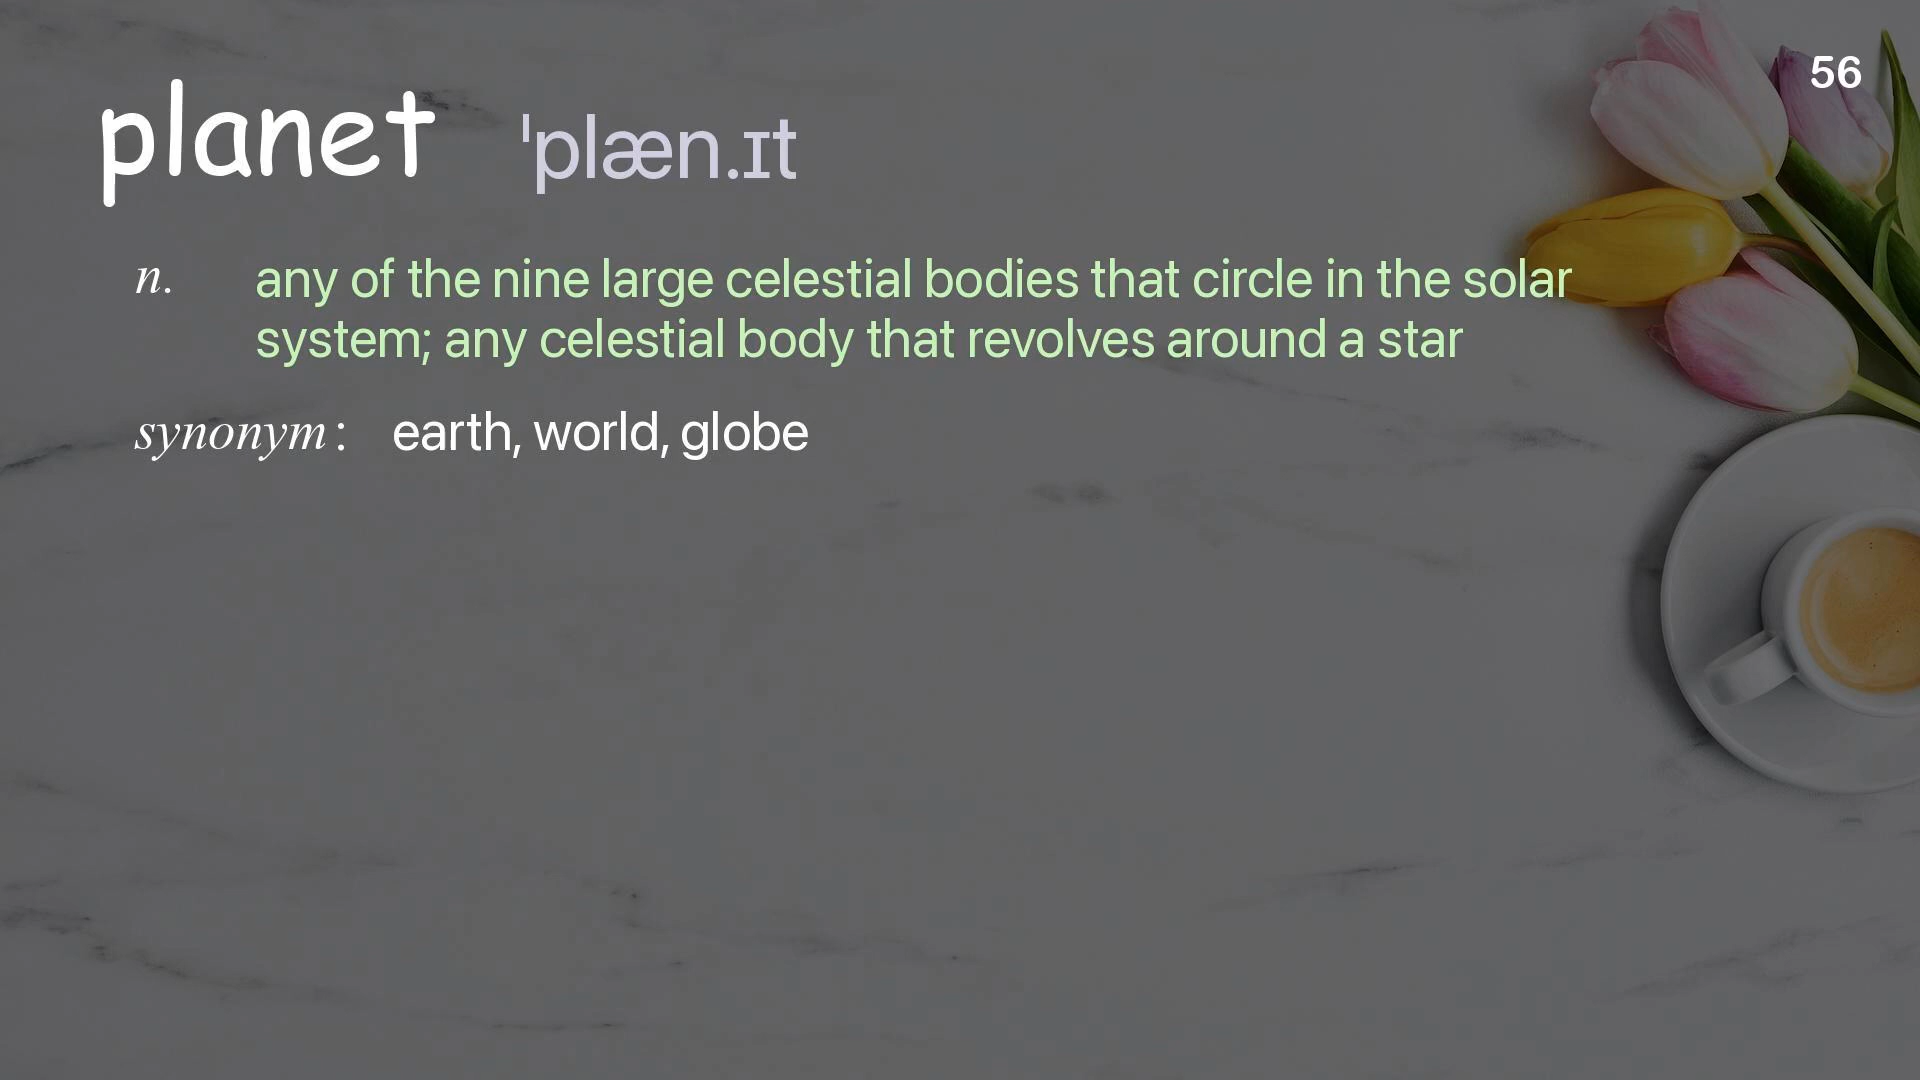 56
planet ˈplæn.ɪt
n. any of the nine large celestial bodies that circle in the solar
system; any celestial body that revolves around a star
synonym : earth, world, globe